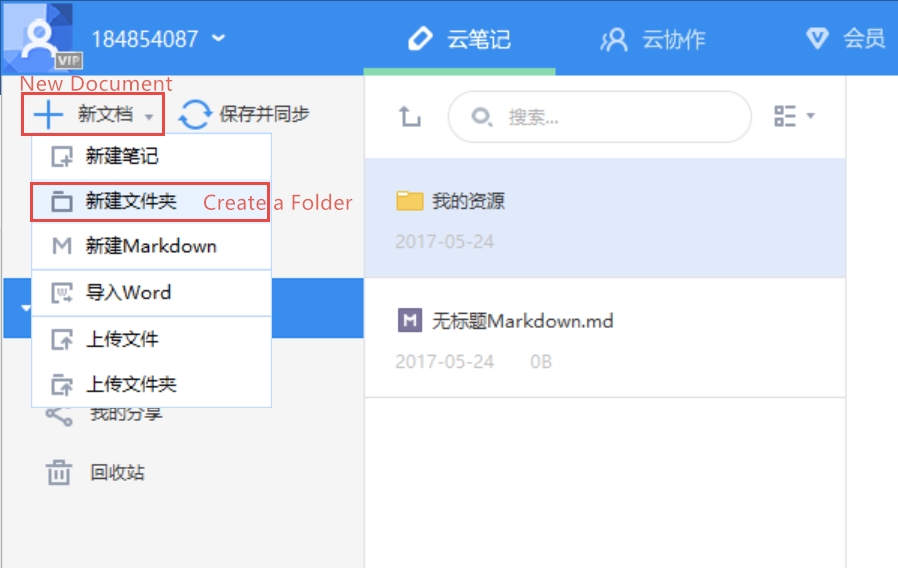 184854087
VIP
云笔记
云协作
会员
New Document
新文档
保存并同步
搜索...
新建笔记
新建文件夹
Create a Folder
新建Markdown
导入Word
上传文件
上传文件夹
我的分享
回收站
我的资源
2017-05-24
无标题Markdown.md
2017-05-24 0B